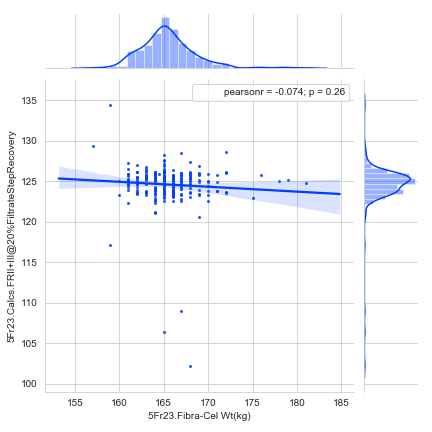 pearsonr = -0.074; p = 0.26
135
130
125
120
115
110
105
100
5Fr23.Calcs.FRII+III@20%FiltrateStepRecovery
155 160 165 170 175 180 185
5Fr23.Fibra-Cel Wt(kg)